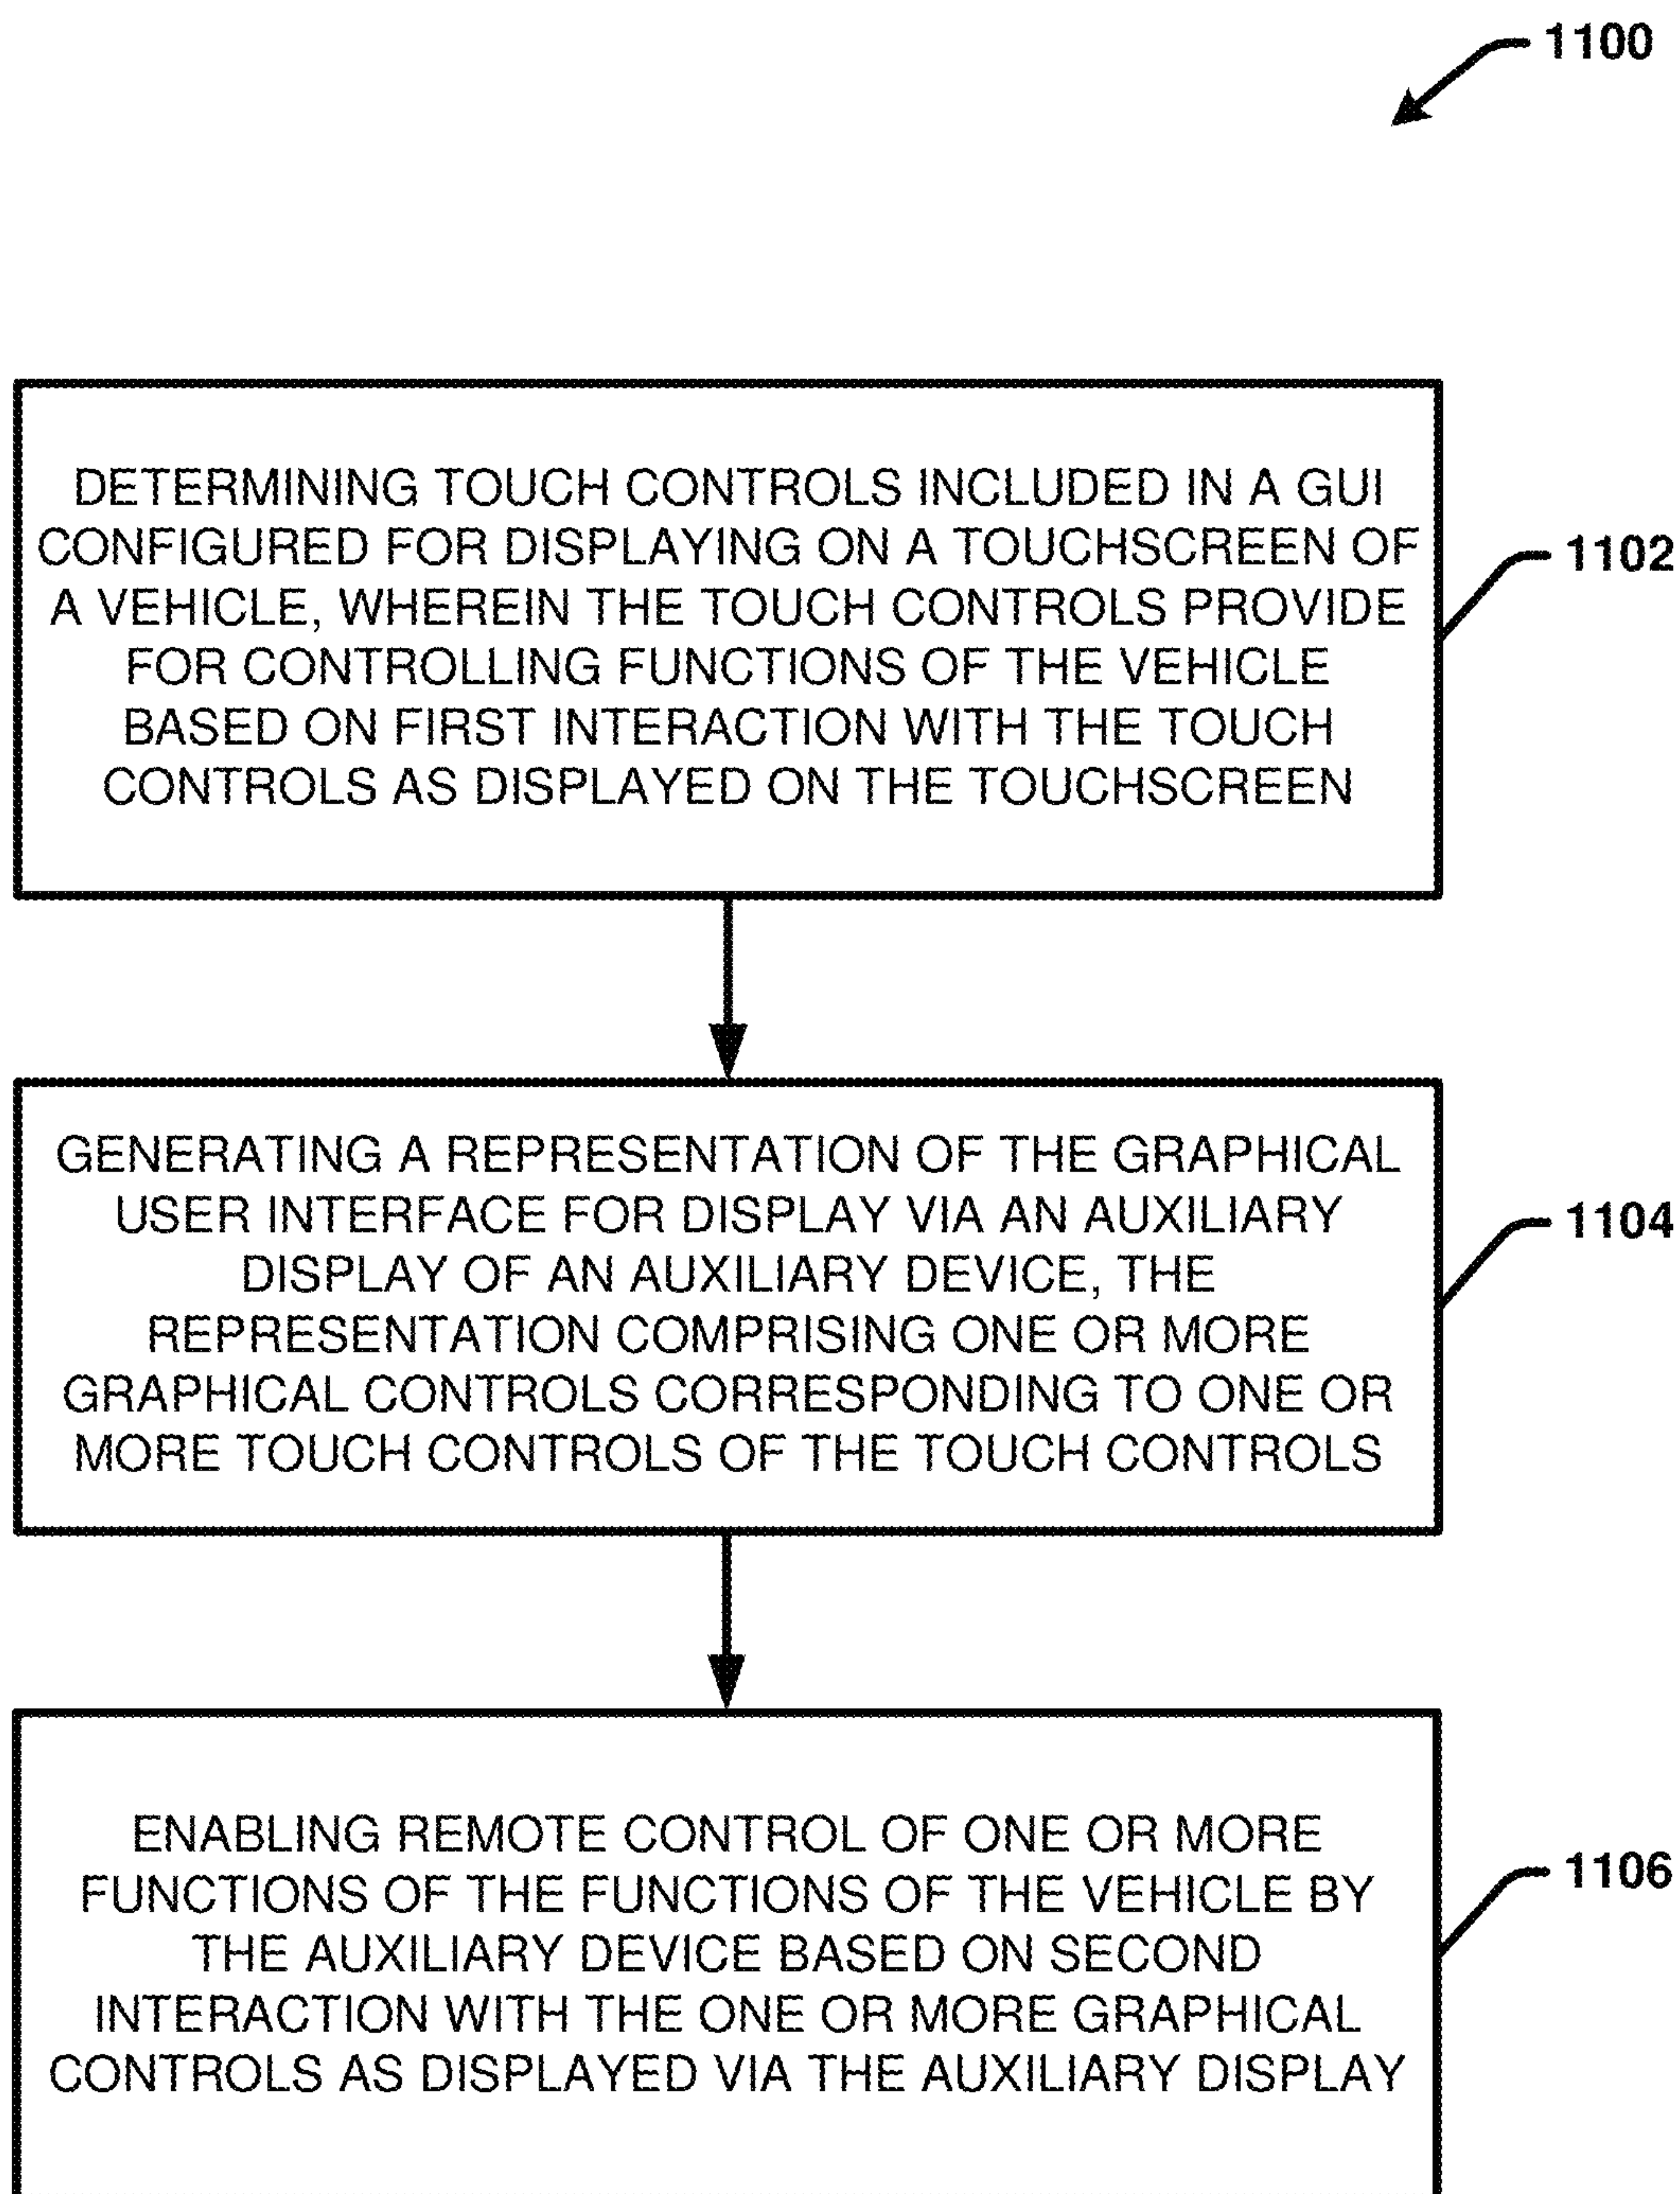 1100
DETERMINING TOUCH CONTROLS INCLUDED IN A GUI
CONFIGURED FOR DISPLAYING ON A TOUCHSCREEN OF
A VEHICLE, WHEREIN THE TOUCH CONTROLS PROVIDE
FOR CONTROLLING FUNCTIONS OF THE VEHICLE
BASED ON FIRST INTERACTION WITH THE TOUCH
CONTROLS AS DISPLAYED ON THE TOUCHSCREEN
1102
GENERATING A REPRESENTATION OF THE GRAPHICAL
USER INTERFACE FOR DISPLAY VIA AN AUXILIARY
DISPLAY OF AN AUXILIARY DEVICE, THE
REPRESENTATION COMPRISING ONE OR MORE
GRAPHICAL CONTROLS CORRESPONDING TO ONE OR
MORE TOUCH CONTROLS OF THE TOUCH CONTROLS
1104
ENABLING REMOTE CONTROL OF ONE OR MORE
FUNCTIONS OF THE FUNCTIONS OF THE VEHICLE BY
THE AUXILIARY DEVICE BASED ON SECOND
INTERACTION WITH THE ONE OR MORE GRAPHICAL
CONTROLS AS DISPLAYED VIA THE AUXILIARY DISPLAY
1106